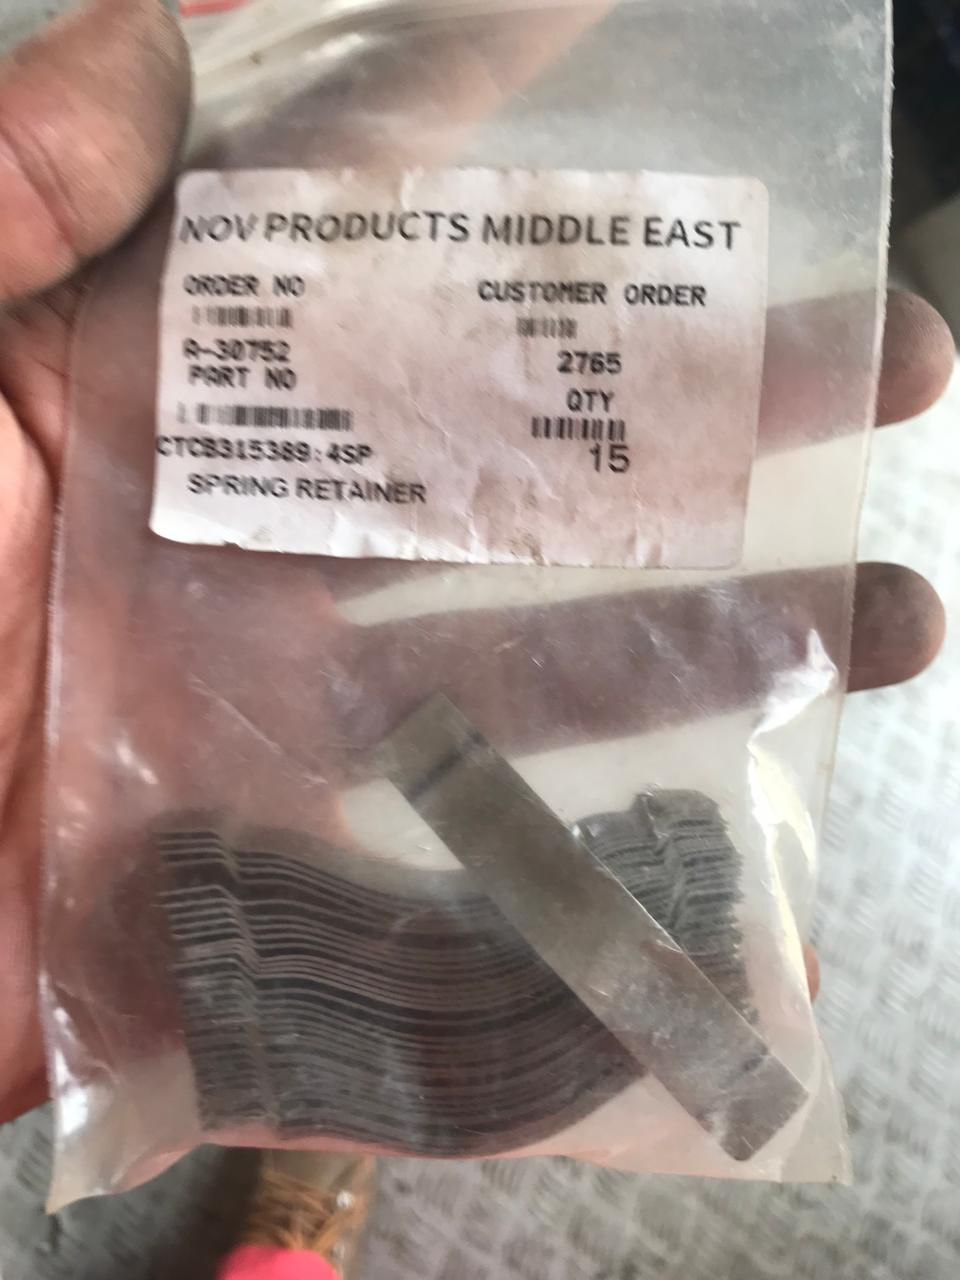 NOV PRODUCTS MIDDLE EAST
ORDER NO
CUSTOMER ORDER
A-30752
2765
PART NO
QTY
CTCB315389:4SP
15
SPRING RETAINER